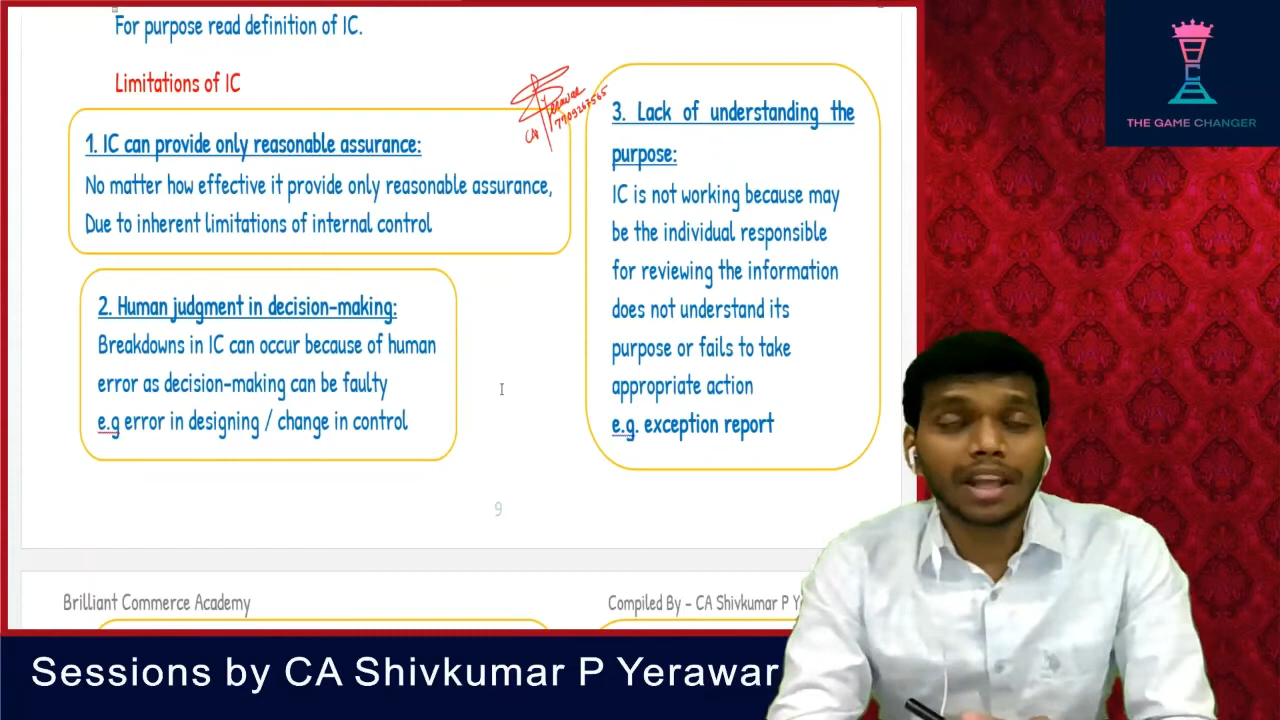 For purpose read definition of IC.
Limitations of IC
1. IC can provide only reasonable assurance:
No matter how effective it provide only reasonable assurance,
Due to inherent limitations of internal control
2. Human judgment in decision-making:
Breakdowns in IC can occur because of human
error as decision-making can be faulty
e.g error in designing / change in control
CA Yerawar
7709267565
3. Lack of understanding the
purpose:
IC is not working because may
be the individual responsible
for reviewing the information
does not understand its
purpose or fails to take
appropriate action
e.g. exception report
9
Brilliant Commerce Academy
Compiled By - CA Shivkumar P
THE GAME CHANGER
Sessions by CA Shivkumar P Yerawar